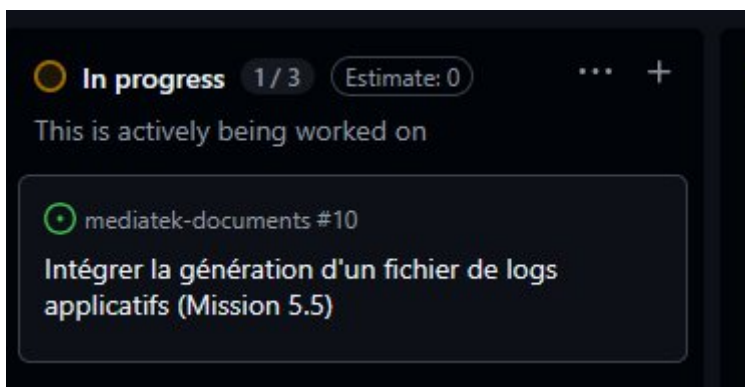 In progress 1 / 3 Estimate: 0
This is actively being worked on
mediatek-documents #10
Intégrer la génération d'un fichier de logs
applicatifs (Mission 5.5)